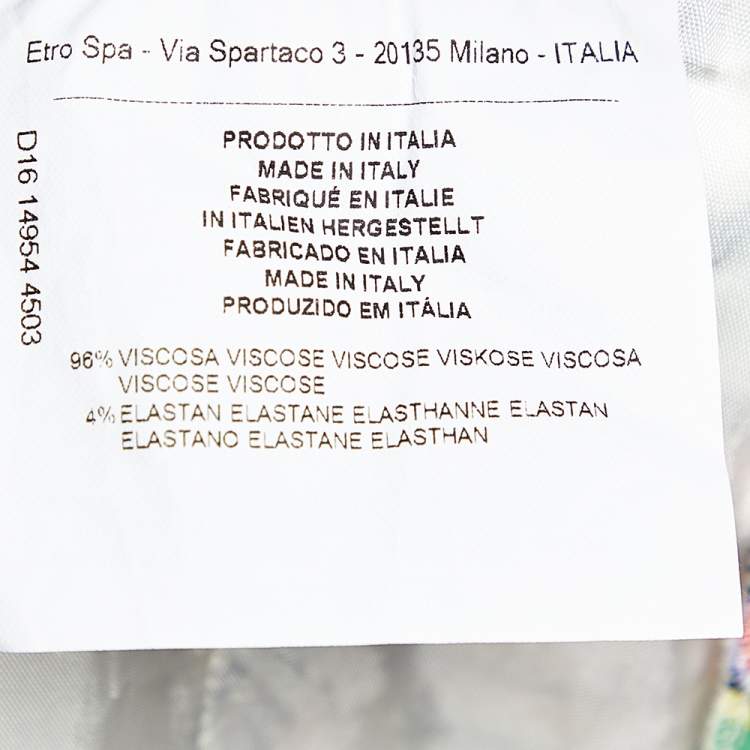 Etro Spa - Via Spartaco 3 - 20135 Milano - ITALIA
D16 14954 4503
PRODOTTO IN ITALIA
MADE IN ITALY
FABRIQUÉ EN ITALIE
IN ITALIEN HERGESTELLT
FABRICADO EN ITALIA
MADE IN ITALY
PRODUZIDO EM ITÁLIA
96% VISCOSA VISCOSE VISCOSE VISKOSE VISCOSA
VISCOSE VISCOSE
4% ELASTAN ELASTANE ELASTHANNE ELASTAN
ELASTANO ELASTANE ELASTHAN